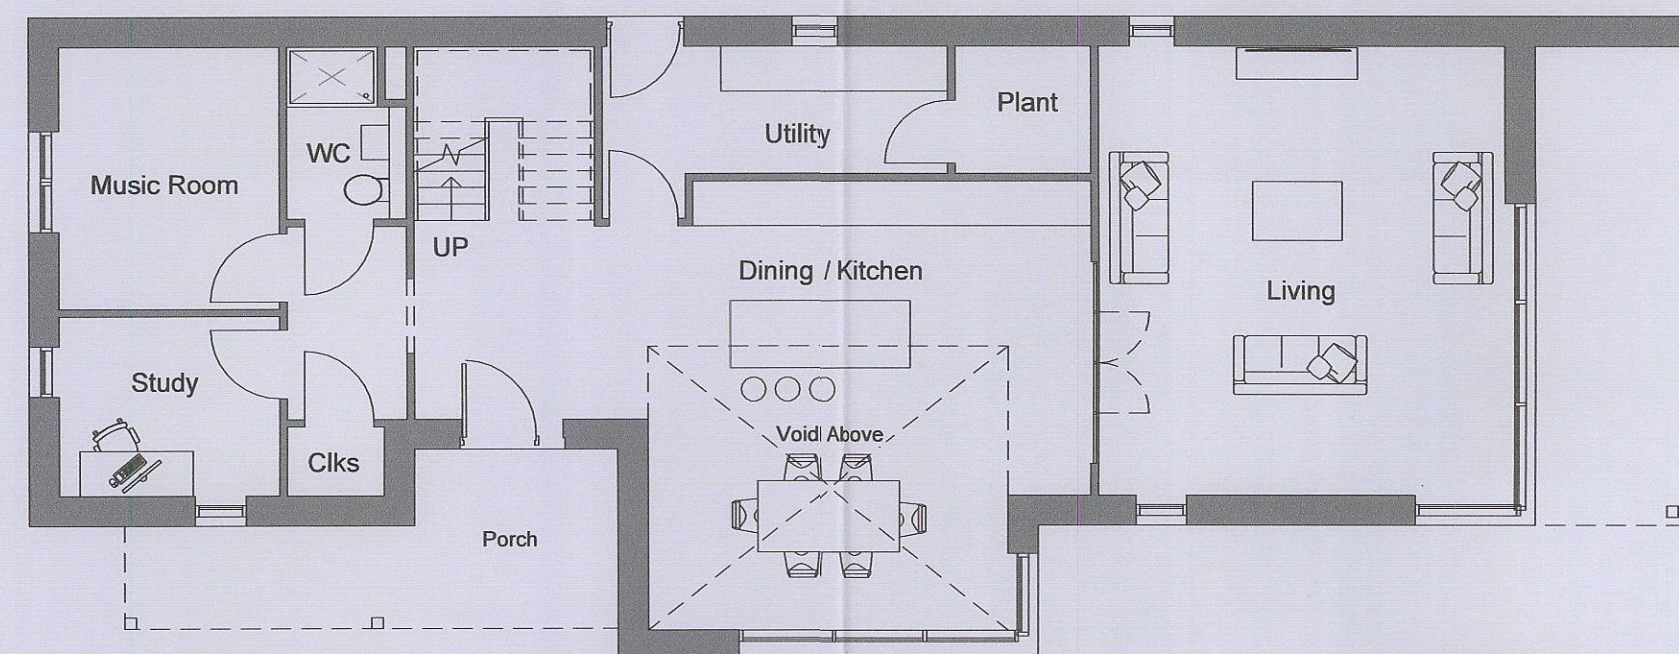 Plant
Utility
WC
Music Room
UP
Dining / Kitchen
Living
Study
Void Above
Clks
Porch